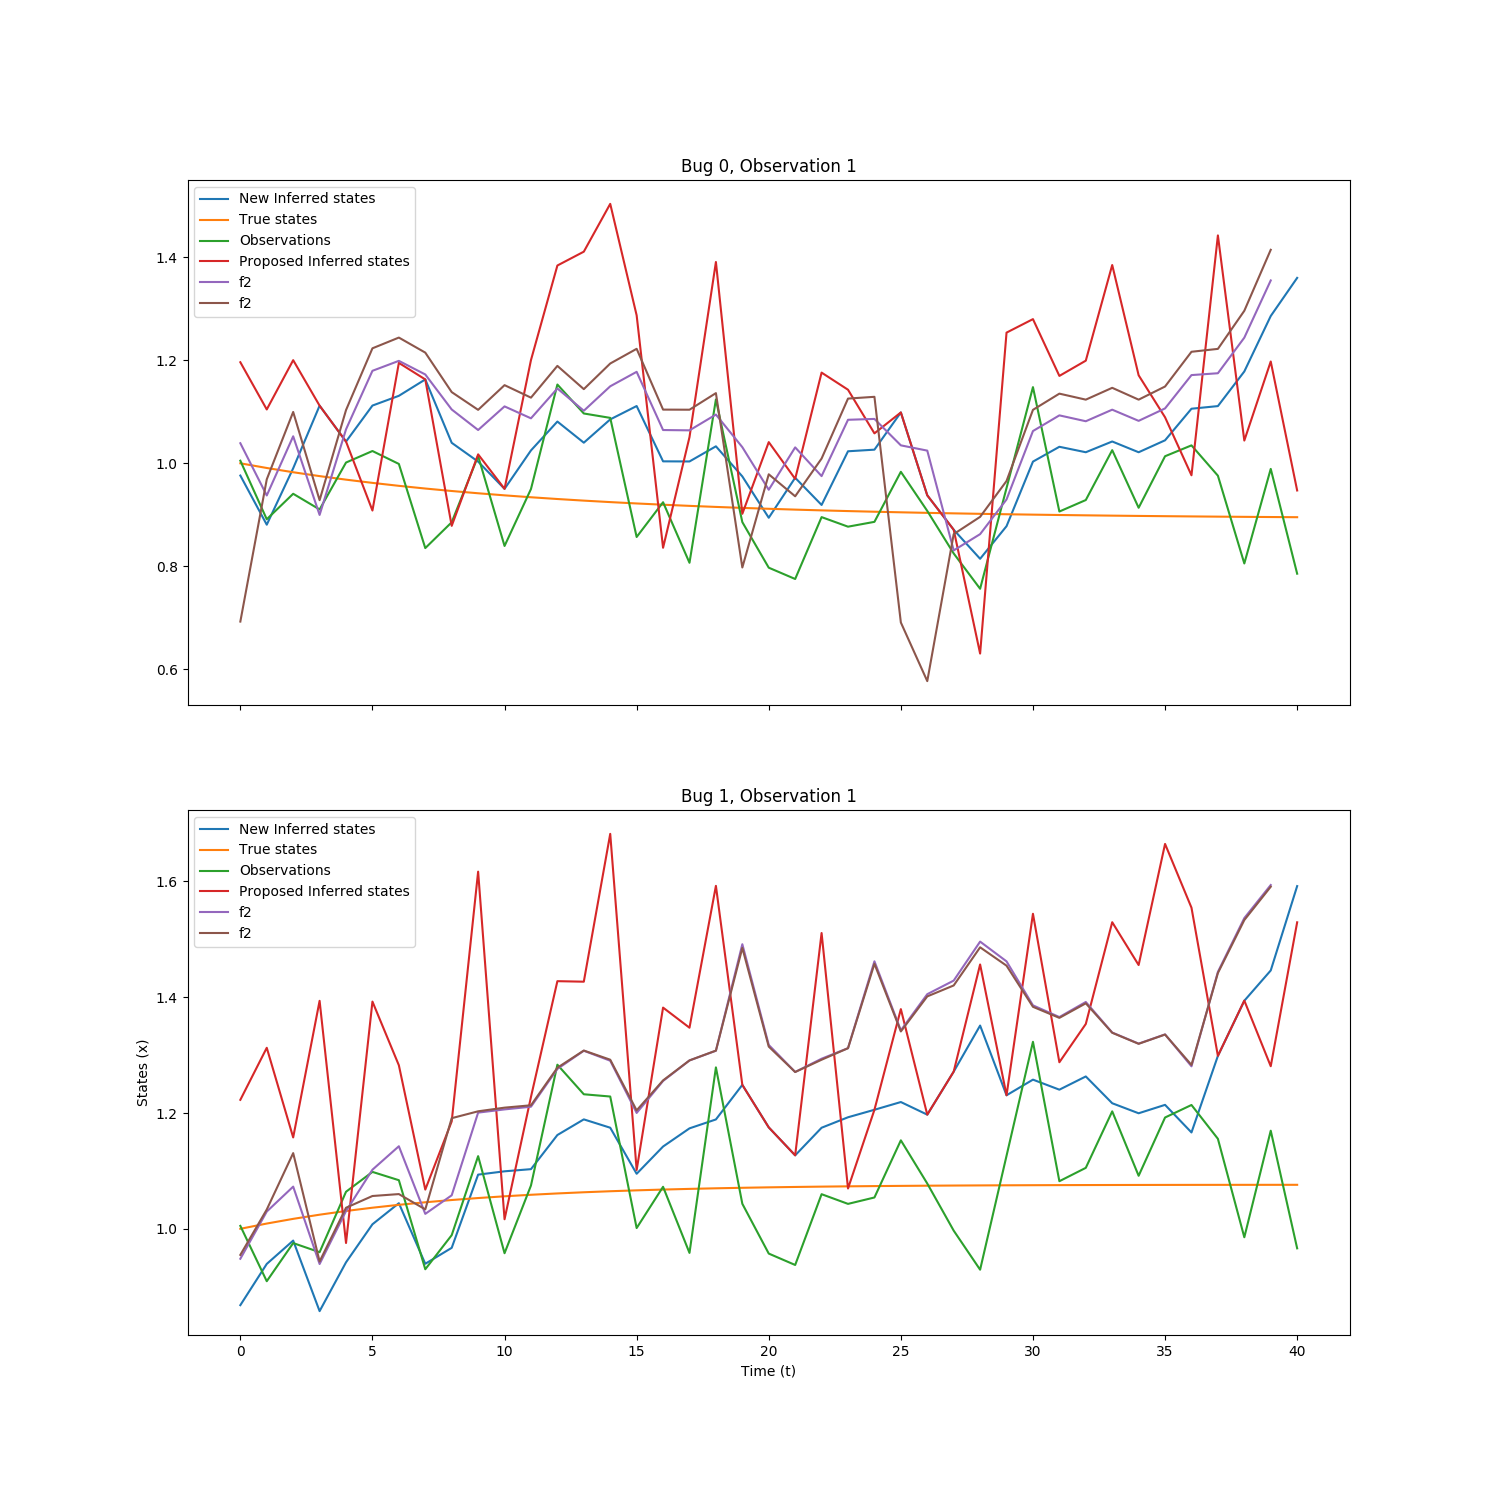 Bug 0, Observation 1
New Inferred states
True states
Observations
Proposed Inferred states
f2
f2
1.4
1.2
1.0
0.8
0.6
Bug 1, Observation 1
New Inferred states
True states
Observations
Proposed Inferred states
f2
f2
1.6
1.4
1.2
1.0
States (x)
0 5 10 15 20 25 30 35 40
Time (t)